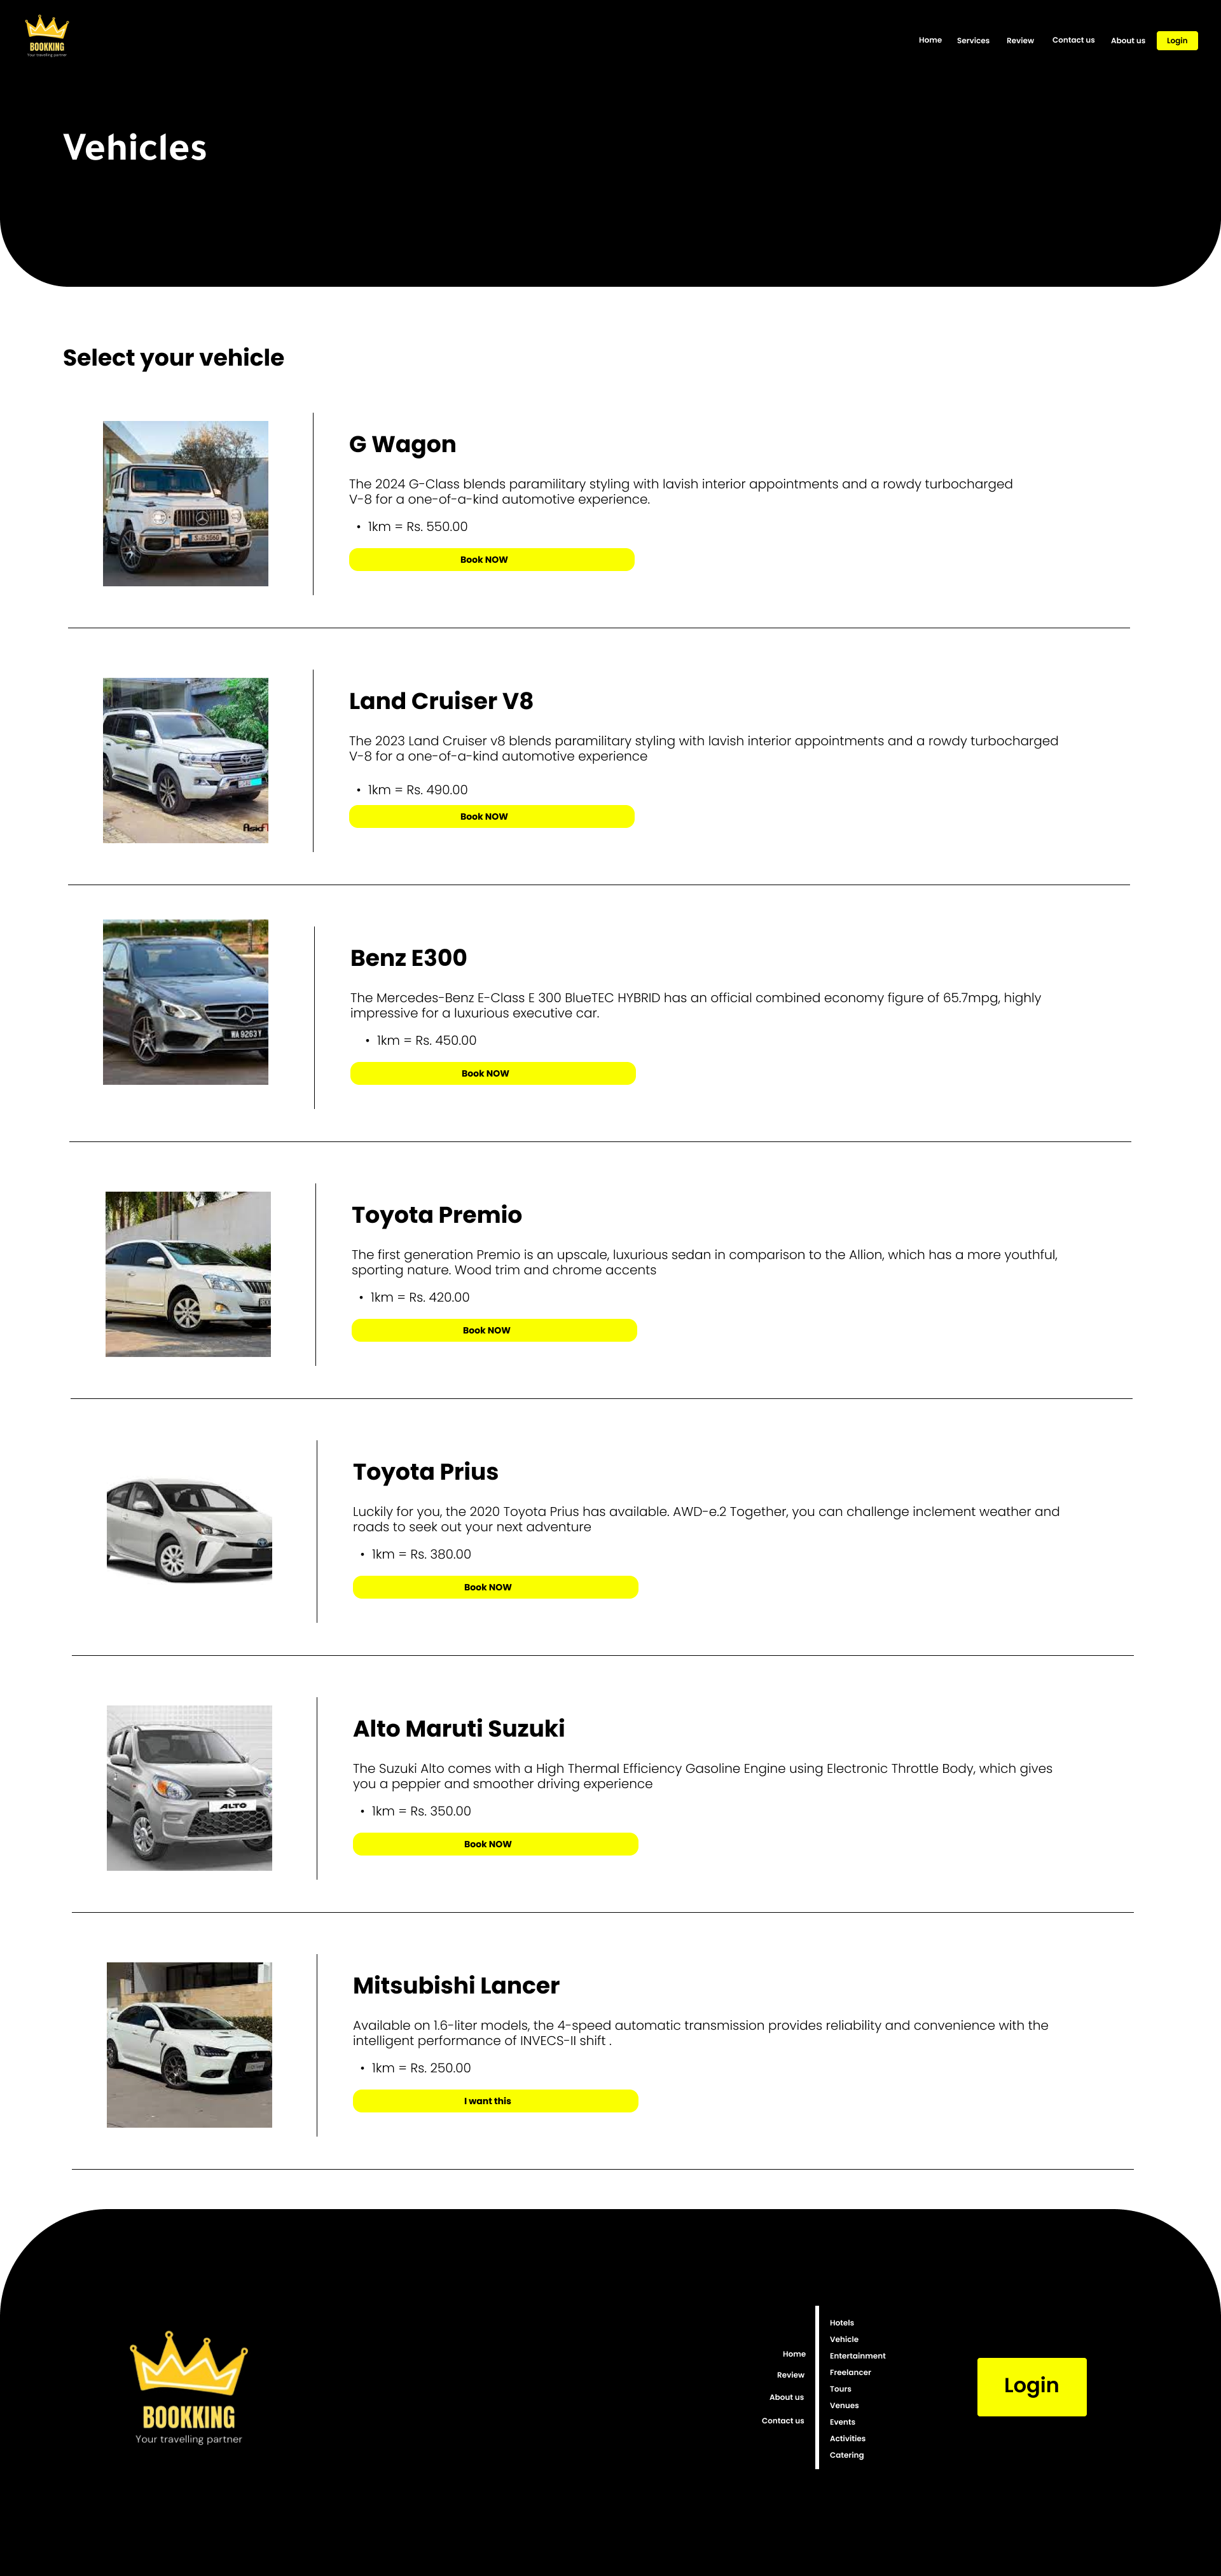 BOOKKING
Your travelling partner
Home
Services
Review
Contact us
About us
Login
Vehicles
Select your vehicle
G Wagon
The 2024 G-Class blends paramilitary styling with lavish interior appointments and a rowdy turbocharged
V-8 for a one-of-a-kind automotive experience.
• 1km = Rs. 550.00
Book NOW
Land Cruiser V8
The 2023 Land Cruiser v8 blends paramilitary styling with lavish interior appointments and a rowdy turbocharged
V-8 for a one-of-a-kind automotive experience
• 1km = Rs. 490.00
Book NOW
WA 9263 Y
Benz E300
The Mercedes-Benz E-Class E 300 BlueTEC HYBRID has an official combined economy figure of 65.7mpg, highly
impressive for a luxurious executive car.
• 1km = Rs. 450.00
Book NOW
Toyota Premio
The first generation Premio is an upscale, luxurious sedan in comparison to the Allion, which has a more youthful,
sporting nature. Wood trim and chrome accents
• 1km = Rs. 420.00
Book NOW
Toyota Prius
Luckily for you, the 2020 Toyota Prius has available. AWD-e.2 Together, you can challenge inclement weather and
roads to seek out your next adventure
• 1km = Rs. 380.00
Book NOW
ALTO
Alto Maruti Suzuki
The Suzuki Alto comes with a High Thermal Efficiency Gasoline Engine using Electronic Throttle Body, which gives
you a peppier and smoother driving experience
• 1km = Rs. 350.00
Book NOW
Mitsubishi Lancer
Available on 1.6-liter models, the 4-speed automatic transmission provides reliability and convenience with the
intelligent performance of INVECS-II shift .
• 1km = Rs. 250.00
I want this
BOOKKING
Your travelling partner
Home
Review
About us
Contact us
Hotels
Vehicle
Entertainment
Freelancer
Tours
Venues
Events
Activities
Catering
Login